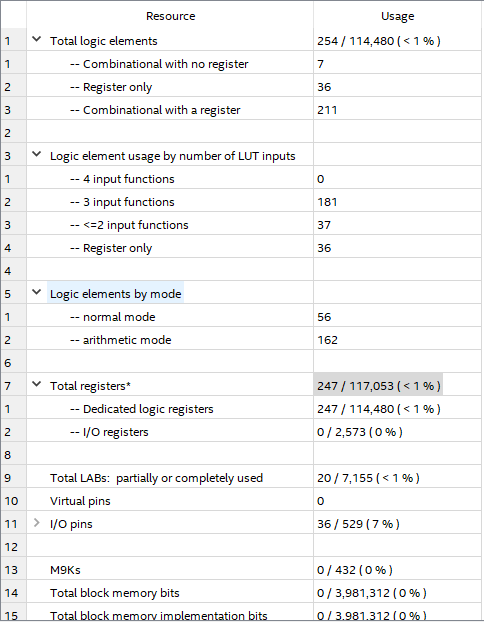 Resource Usage
1 Total logic elements 254 / 114,480 ( < 1 % )
1 -- Combinational with no register 7
2 -- Register only 36
3 -- Combinational with a register 211
2
3 Logic element usage by number of LUT inputs
1 -- 4 input functions 0
2 -- 3 input functions 181
3 -- <=2 input functions 37
4 -- Register only 36
4
5 Logic elements by mode
1 -- normal mode 56
2 -- arithmetic mode 162
6
7 Total registers* 247 / 117,053 ( < 1 % )
1 -- Dedicated logic registers 247 / 114,480 ( < 1 % )
2 -- I/O registers 0 / 2,573 ( 0 % )
8
9 Total LABs: partially or completely used 20 / 7,155 ( < 1 % )
10 Virtual pins 0
11 I/O pins 36 / 529 ( 7 % )
12
13 M9Ks 0 / 432 ( 0 % )
14 Total block memory bits 0 / 3,981,312 ( 0 % )
15 Total block memory implementation bits 0 / 3,981,312 ( 0 % )